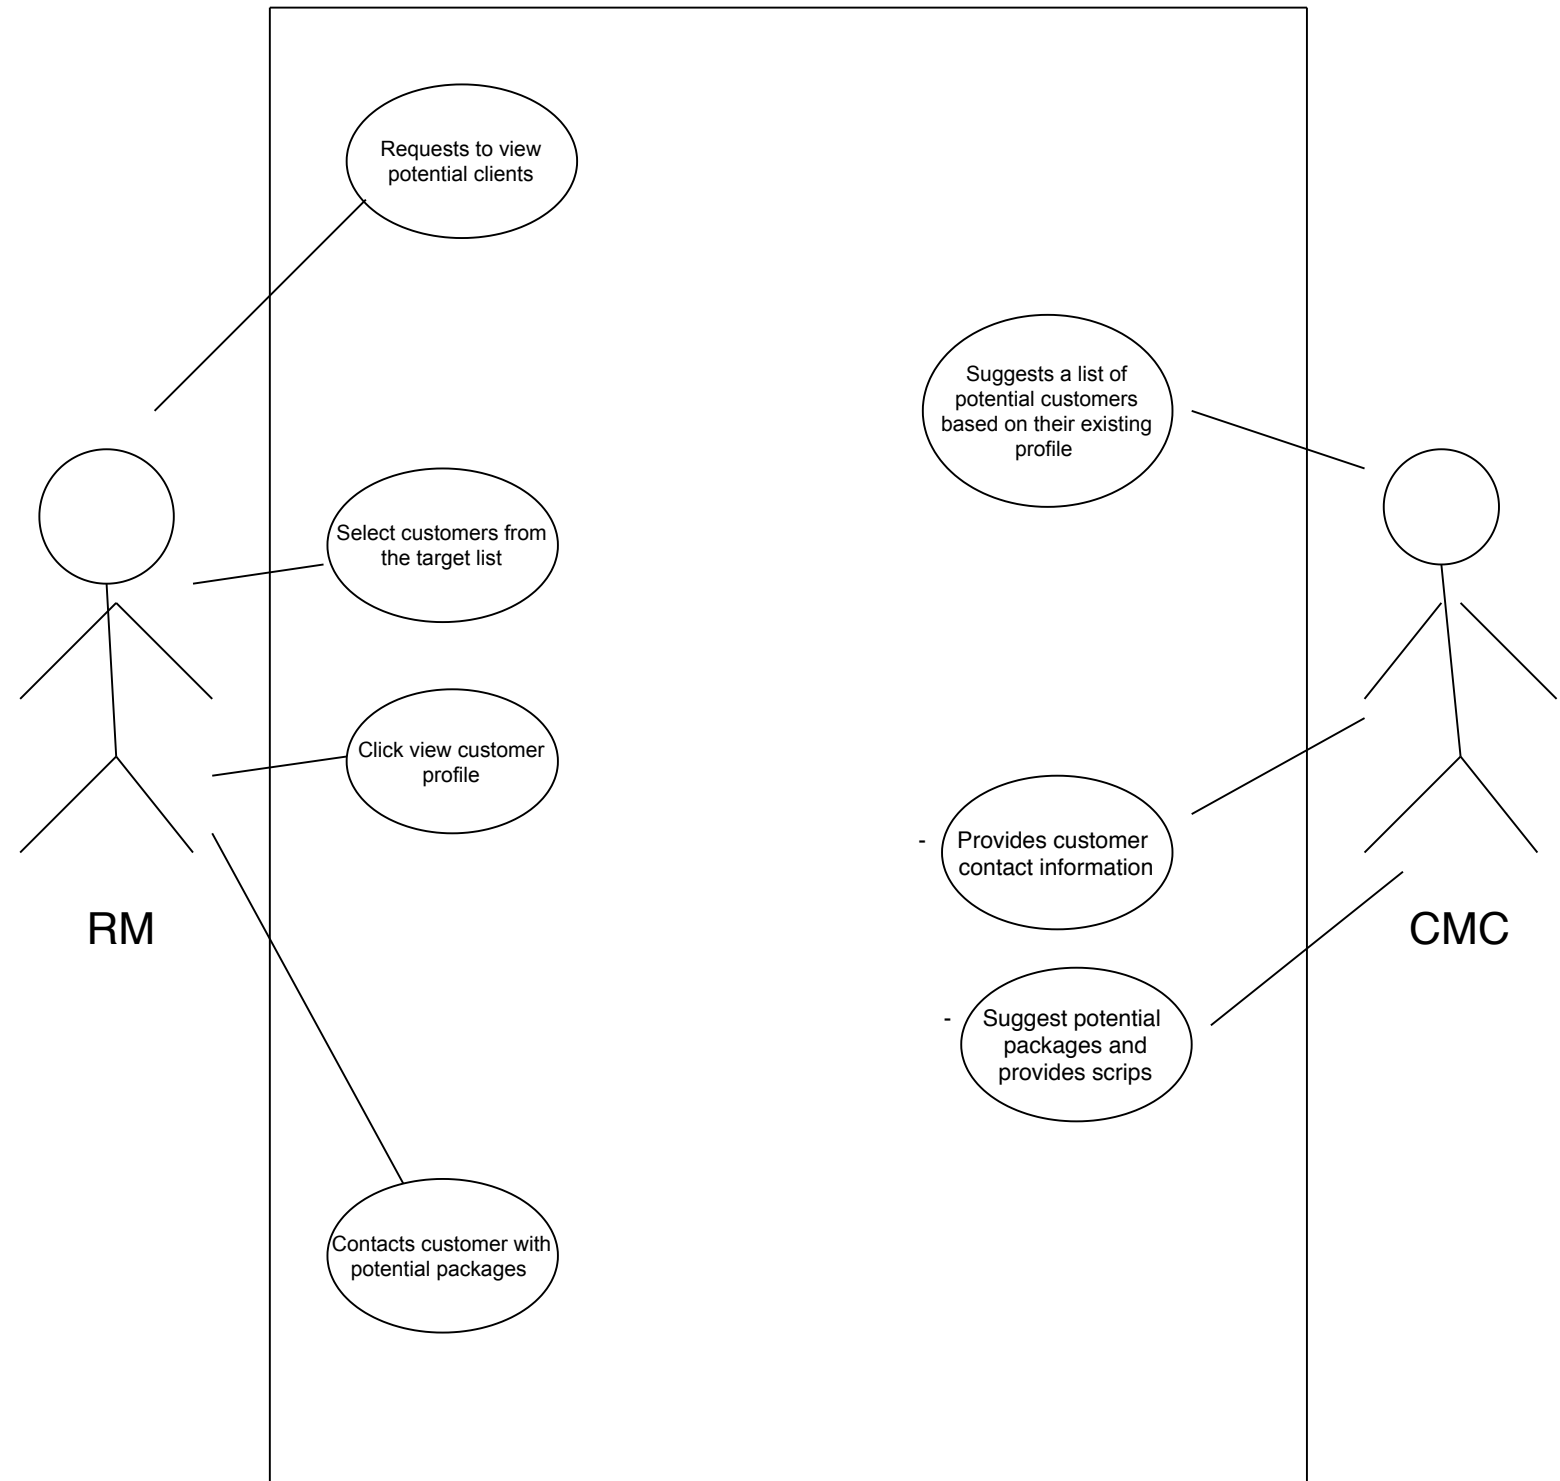 Requests to view
potential clients
Suggests a list of
potential customers
based on their existing
profile
Select customers from
the target list
Click view customer
profile
- Provides customer
contact information
RM
CMC
- Suggest potential
packages and
provides scrips
Contacts customer with
potential packages